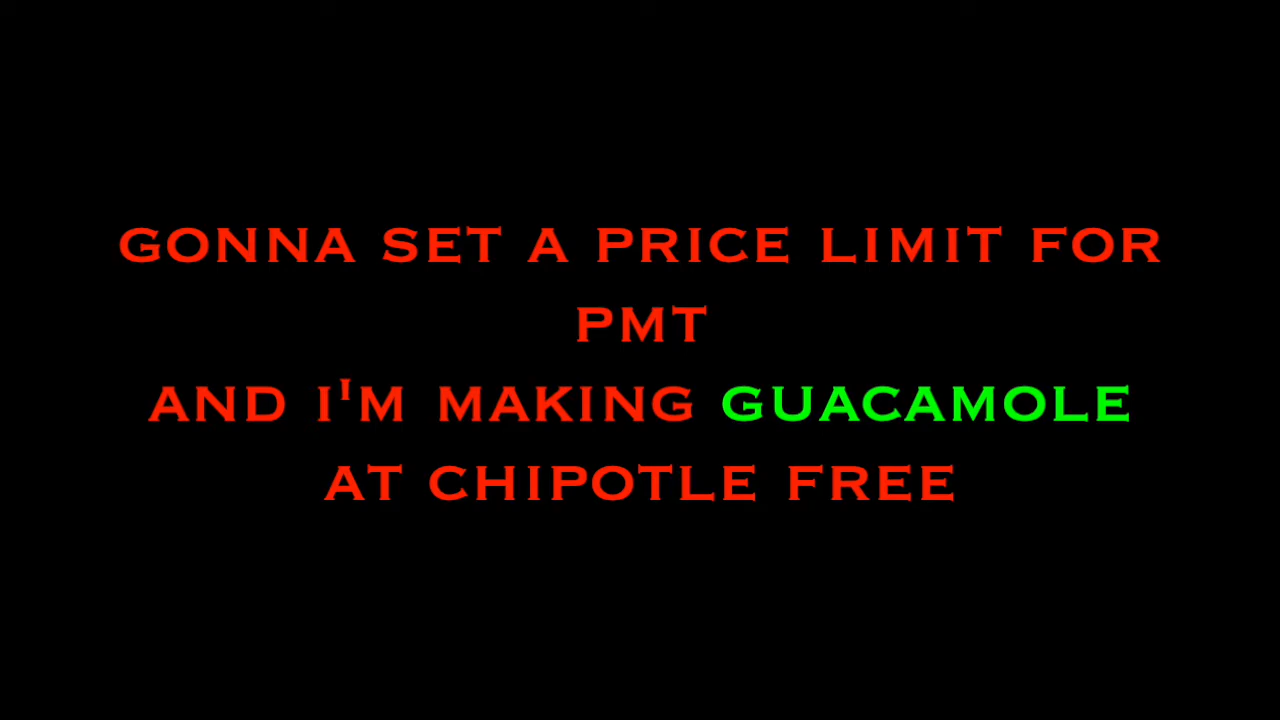 GONNA SET A PRICE LIMIT FOR
PMT
AND I'M MAKING GUACAMOLE
AT CHIPOTLE FREE